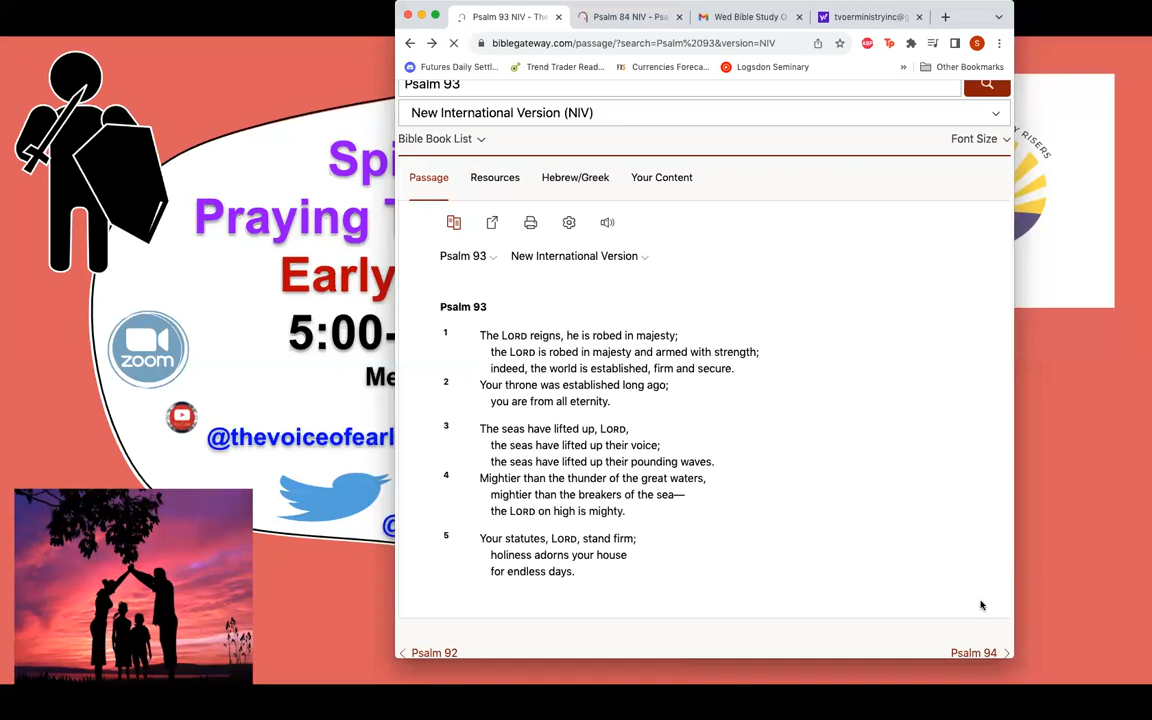 Psalm 93 NIV - The
Psalm 84 NIV - Psa
Wed Bible Study O
tvoerministryinc@g
biblegateway.com/passage/?search=Psalm%2093&version=NIV
Futures Daily Settl...
Trend Trader Rea...
Currencies Foreca...
Logsdon Seminary
Other Bookmarks
Psalm 93
New International Version (NIV)
Bible Book List
Font Size
Passage
Resources
Hebrew/Greek
Your Content
Psalm 93
New International Version
Psalm 93
1 The LORD reigns, he is robed in majesty;
the LORD is robed in majesty and armed with strength;
indeed, the world is established, firm and secure.
2 Your throne was established long ago;
you are from all eternity.
3 The seas have lifted up, LORD,
the seas have lifted up their voice;
the seas have lifted up their pounding waves.
4 Mightier than the thunder of the great waters,
mightier than the breakers of the sea—
the LORD on high is mighty.
5 Your statutes, LORD, stand firm;
holiness adorns your house
for endless days.
Psalm 92
Psalm 94
Spi
Praying
Early
5:00-
Me
zoom
@thevoiceofearl
@
RISERS